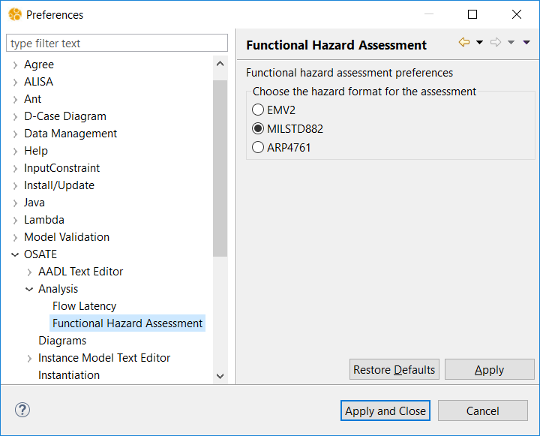 Preferences
type filter text
Agree
ALISA
Ant
D-Case Diagram
Data Management
Help
InputConstraint
Install/Update
Java
Lambda
Model Validation
OSATE
AADL Text Editor
Analysis
Flow Latency
Functional Hazard Assessment
Diagrams
Instance Model Text Editor
Instantiation
Functional Hazard Assessment
Functional hazard assessment preferences
Choose the hazard format for the assessment
EMV2
MILSTD882
ARP4761
Restore Defaults
Apply
?
Apply and Close
Cancel